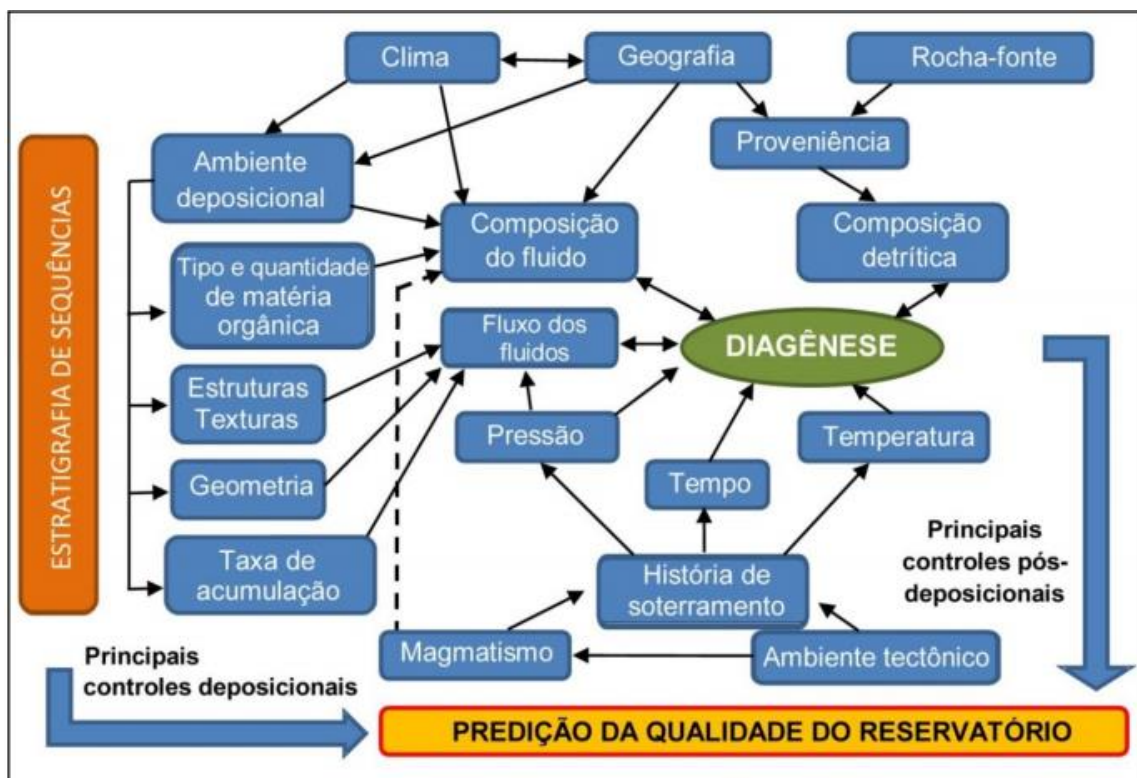 Clima
Geografia
Rocha-fonte
Proveniência
Ambiente
deposicional
Composição
do fluido
Composição
detrítica
ESTRATIGRAFIA DE SEQUÊNCIAS
Tipo e quantidade
de matéria
orgânica
Fluxo dos
fluidos
DIAGÊNESE
Estruturas
Texturas
Pressão
Temperatura
Geometria
Tempo
Taxa de
acumulação
História de
soterramento
Principais
controles pós-
deposicionais
Magmatismo
Ambiente tectônico
Principais
controles deposicionais
PREDIÇÃO DA QUALIDADE DO RESERVATÓRIO